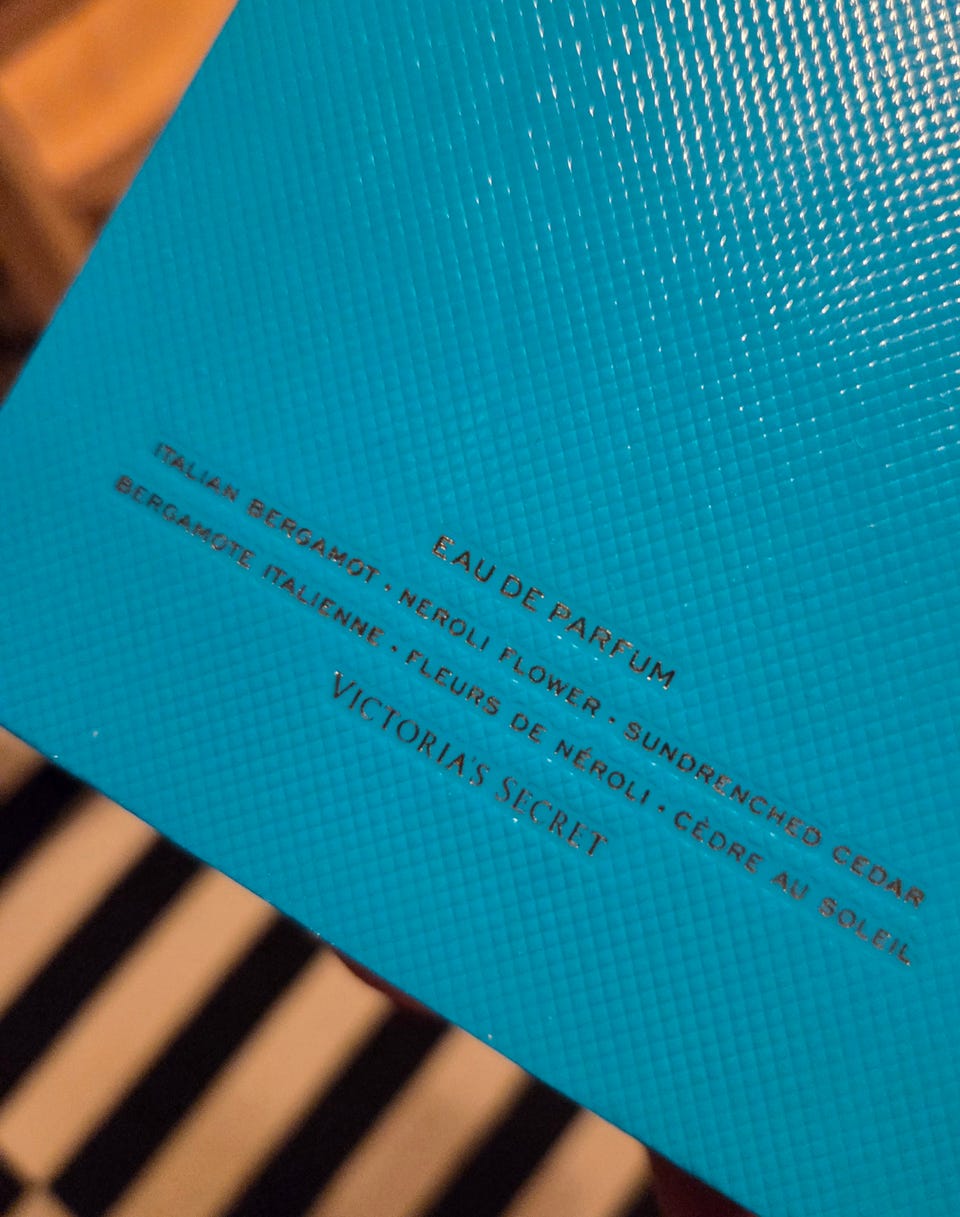 EAU DE PARFUM
ITALIAN BERGAMOT · NEROLI FLOWER · SUNDRENCHED CEDAR
BERGAMOTE ITALIENNE · FLEURS DE NÉROLI · CÈDRE AU SOLEIL
VICTORIA'S SECRET